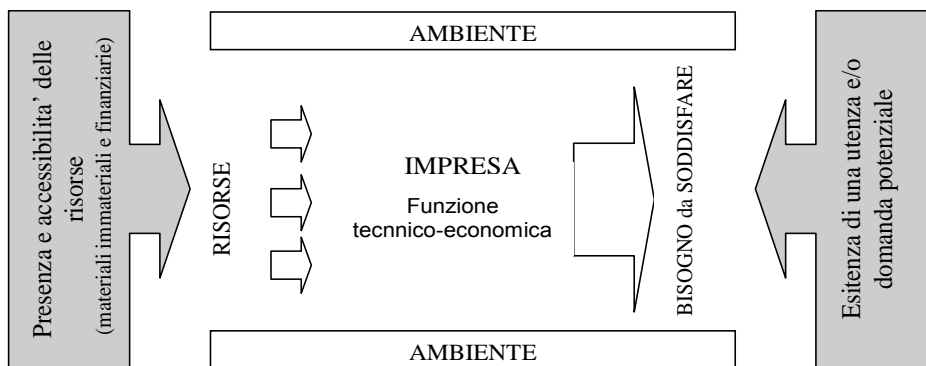 Presenza e accessibilita' delle
risorse
(materiali immateriali e finanziarie)
AMBIENTE
RISORSE
IMPRESA
Funzione
tecnnico-economica
BISOGNO da SODDISFARE
AMBIENTE
Esitenza di una utenza e/o
domanda potenziale